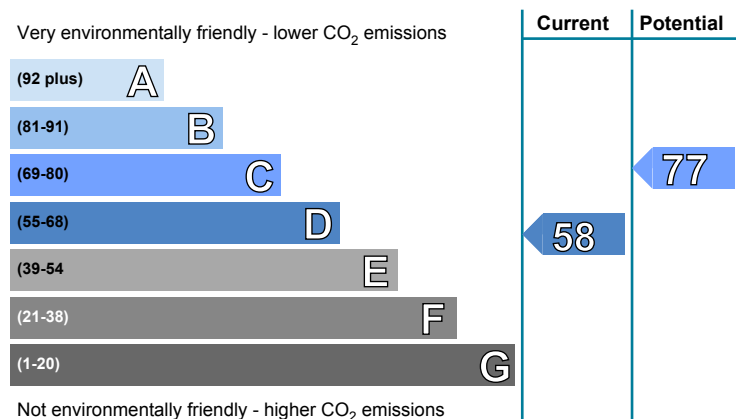 Current Potential
Very environmentally friendly - lower CO2 emissions
(92 plus) A
(81-91) B
(69-80) C
77
(55-68) D
58
(39-54 E
(21-38) F
(1-20) G
Not environmentally friendly - higher CO2 emissions